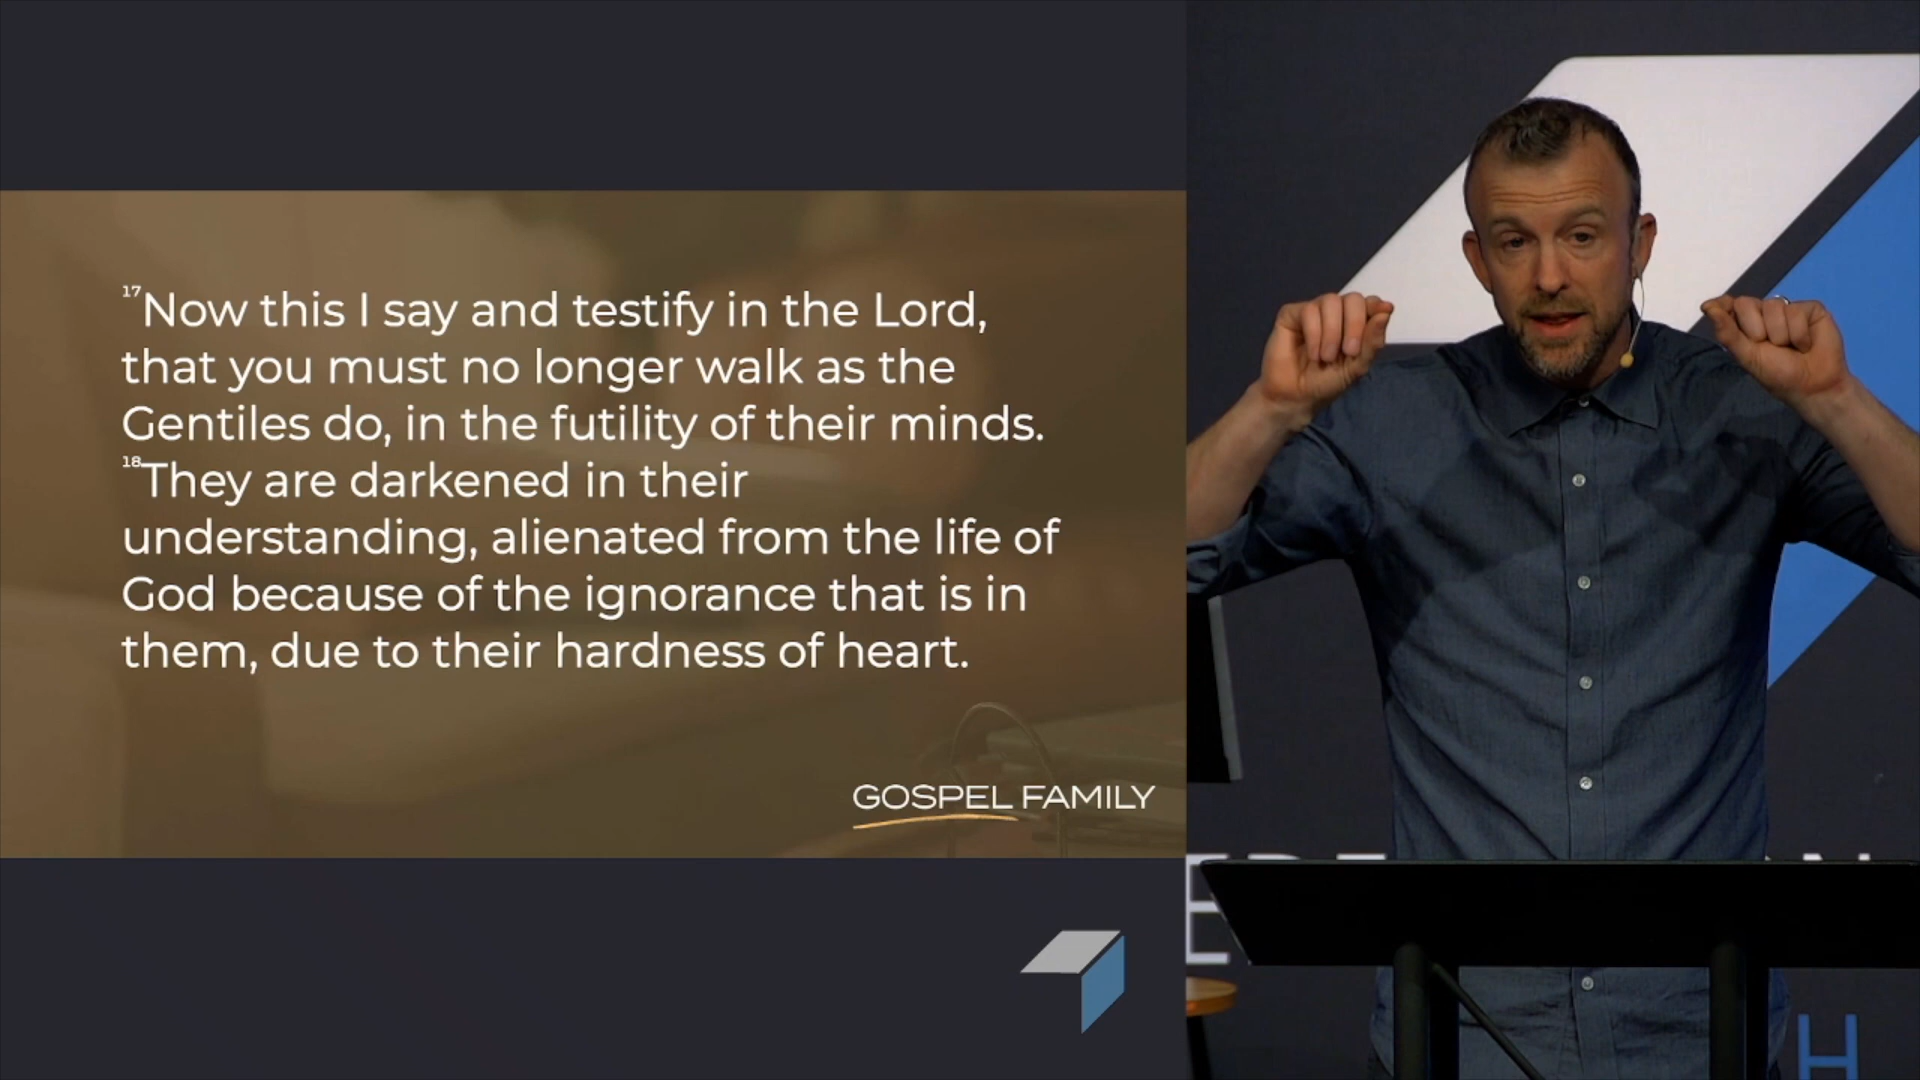 17Now this I say and testify in the Lord,
that you must no longer walk as the
Gentiles do, in the futility of their minds.
18They are darkened in their
understanding, alienated from the life of
God because of the ignorance that is in
them, due to their hardness of heart.
GOSPEL FAMILY